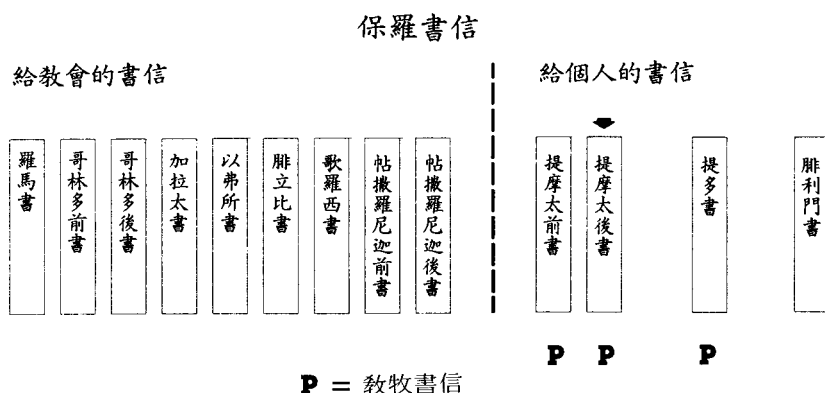 保羅書信
給教會的書信
給個人的書信
羅馬書
哥林多前書
哥林多後書
加拉太書
以弗所書
腓立比書
歌羅西書
帖撒羅尼迦前書
帖撒羅尼迦後書
提摩太前書
提摩太後書
提多書
腓利門書
P P P
P = 教牧書信